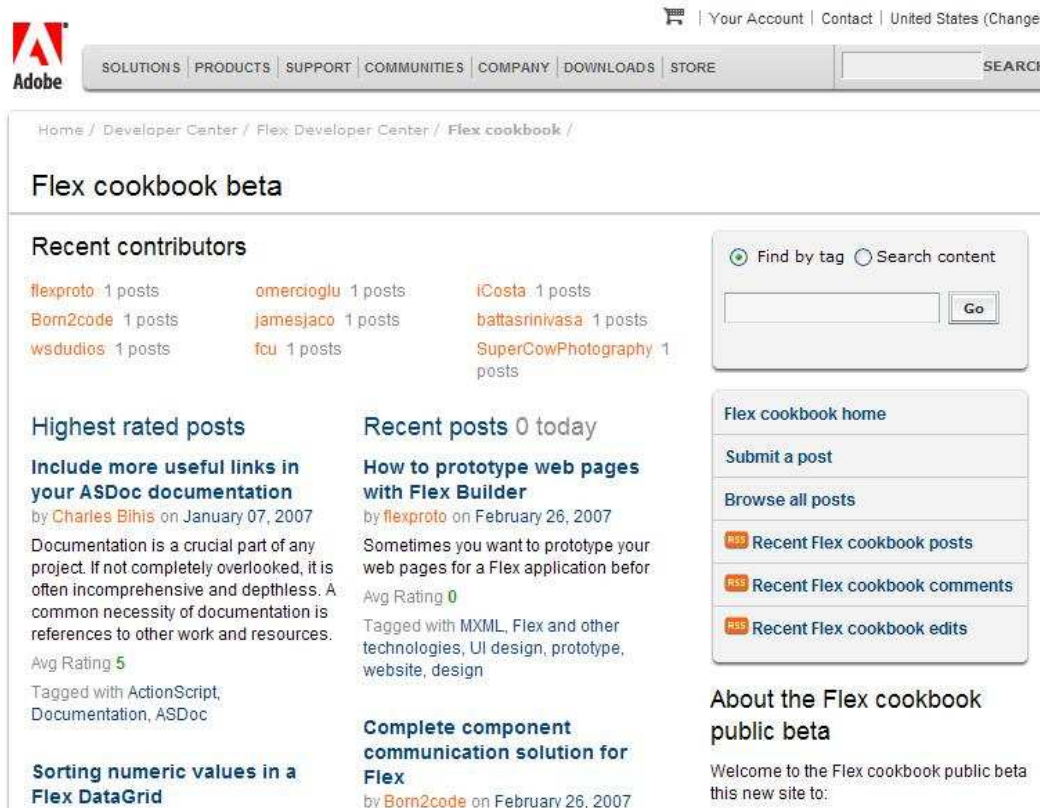 Your Account | Contact | United States (Change
Adobe
SOLUTIONS | PRODUCTS | SUPPORT | COMMUNITIES | COMPANY | DOWNLOADS | STORE
SEARCH
Home / Developer Center / Flex Developer Center / Flex cookbook /
Flex cookbook beta
Recent contributors
flexproto 1 posts
omercioglu 1 posts
iCosta 1 posts
Born2code 1 posts
jamesjaco 1 posts
battasrinivasa 1 posts
wsdudios 1 posts
fcu 1 posts
SuperCowPhotography 1
posts
Highest rated posts
Include more useful links in
your ASDoc documentation
by Charles Bihis on January 07, 2007
Documentation is a crucial part of any
project. If not completely overlooked, it is
often incomprehensive and depthless. A
common necessity of documentation is
references to other work and resources.
Avg Rating 5
Tagged with ActionScript,
Documentation, ASDoc
Sorting numeric values in a
Flex DataGrid
Recent posts 0 today
How to prototype web pages
with Flex Builder
by flexproto on February 26, 2007
Sometimes you want to prototype your
web pages for a Flex application befor
Avg Rating 0
Tagged with MXML, Flex and other
technologies, UI design, prototype,
website, design
Complete component
communication solution for
Flex
by Born2code on February 26, 2007
Find by tag Search content
Go
Flex cookbook home
Submit a post
Browse all posts
RSS Recent Flex cookbook posts
RSS Recent Flex cookbook comments
RSS Recent Flex cookbook edits
About the Flex cookbook
public beta
Welcome to the Flex cookbook public beta
this new site to: